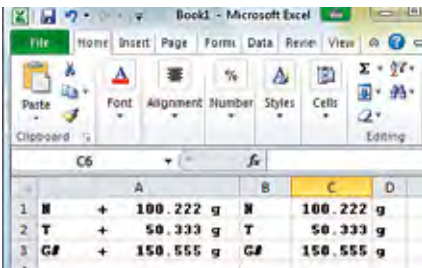 Book1 - Microsoft Excel
File Home Insert Page Form Data Revie View
Paste Font Alignment Number Styles Cells
Clipboard Editing
C6 fx
A B C D
1 N + 100.222 g N 100.222 g
2 T + 50.333 g T 50.333 g
3 G# + 150.555 g G# 150.555 g